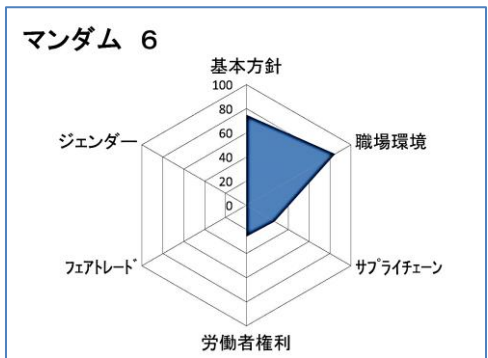 マンダム 6
基本方針
100
80
60
40
20
0
職場環境
サプライチェーン
労働者権利
フェアトレード
ジェンダー